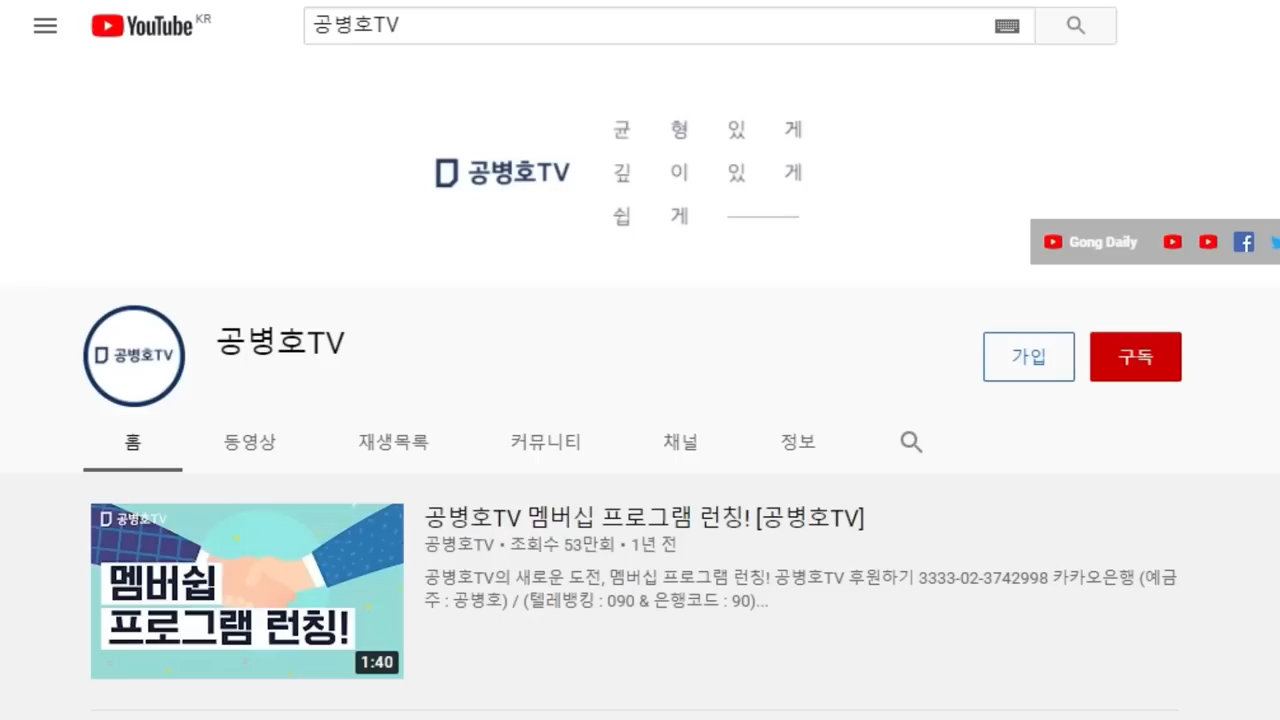 YouTube KR
공병호TV
균 형 있 게
공병호TV
깊 이 있 게
쉽 게
Gong Daily
공병호TV
공병호TV
가입
구독
홈
동영상
재생목록
커뮤니티
채널
정보
공병호TV
멤버쉽
프로그램 런칭!
1:40
공병호TV 멤버십 프로그램 런칭! [공병호TV]
공병호TV • 조회수 53만회 • 1년 전
공병호TV의 새로운 도전, 멤버십 프로그램 런칭! 공병호TV 후원하기 3333-02-3742998 카카오은행 (예금
주 : 공병호) / (텔레뱅킹 : 090 & 은행코드 : 90)...